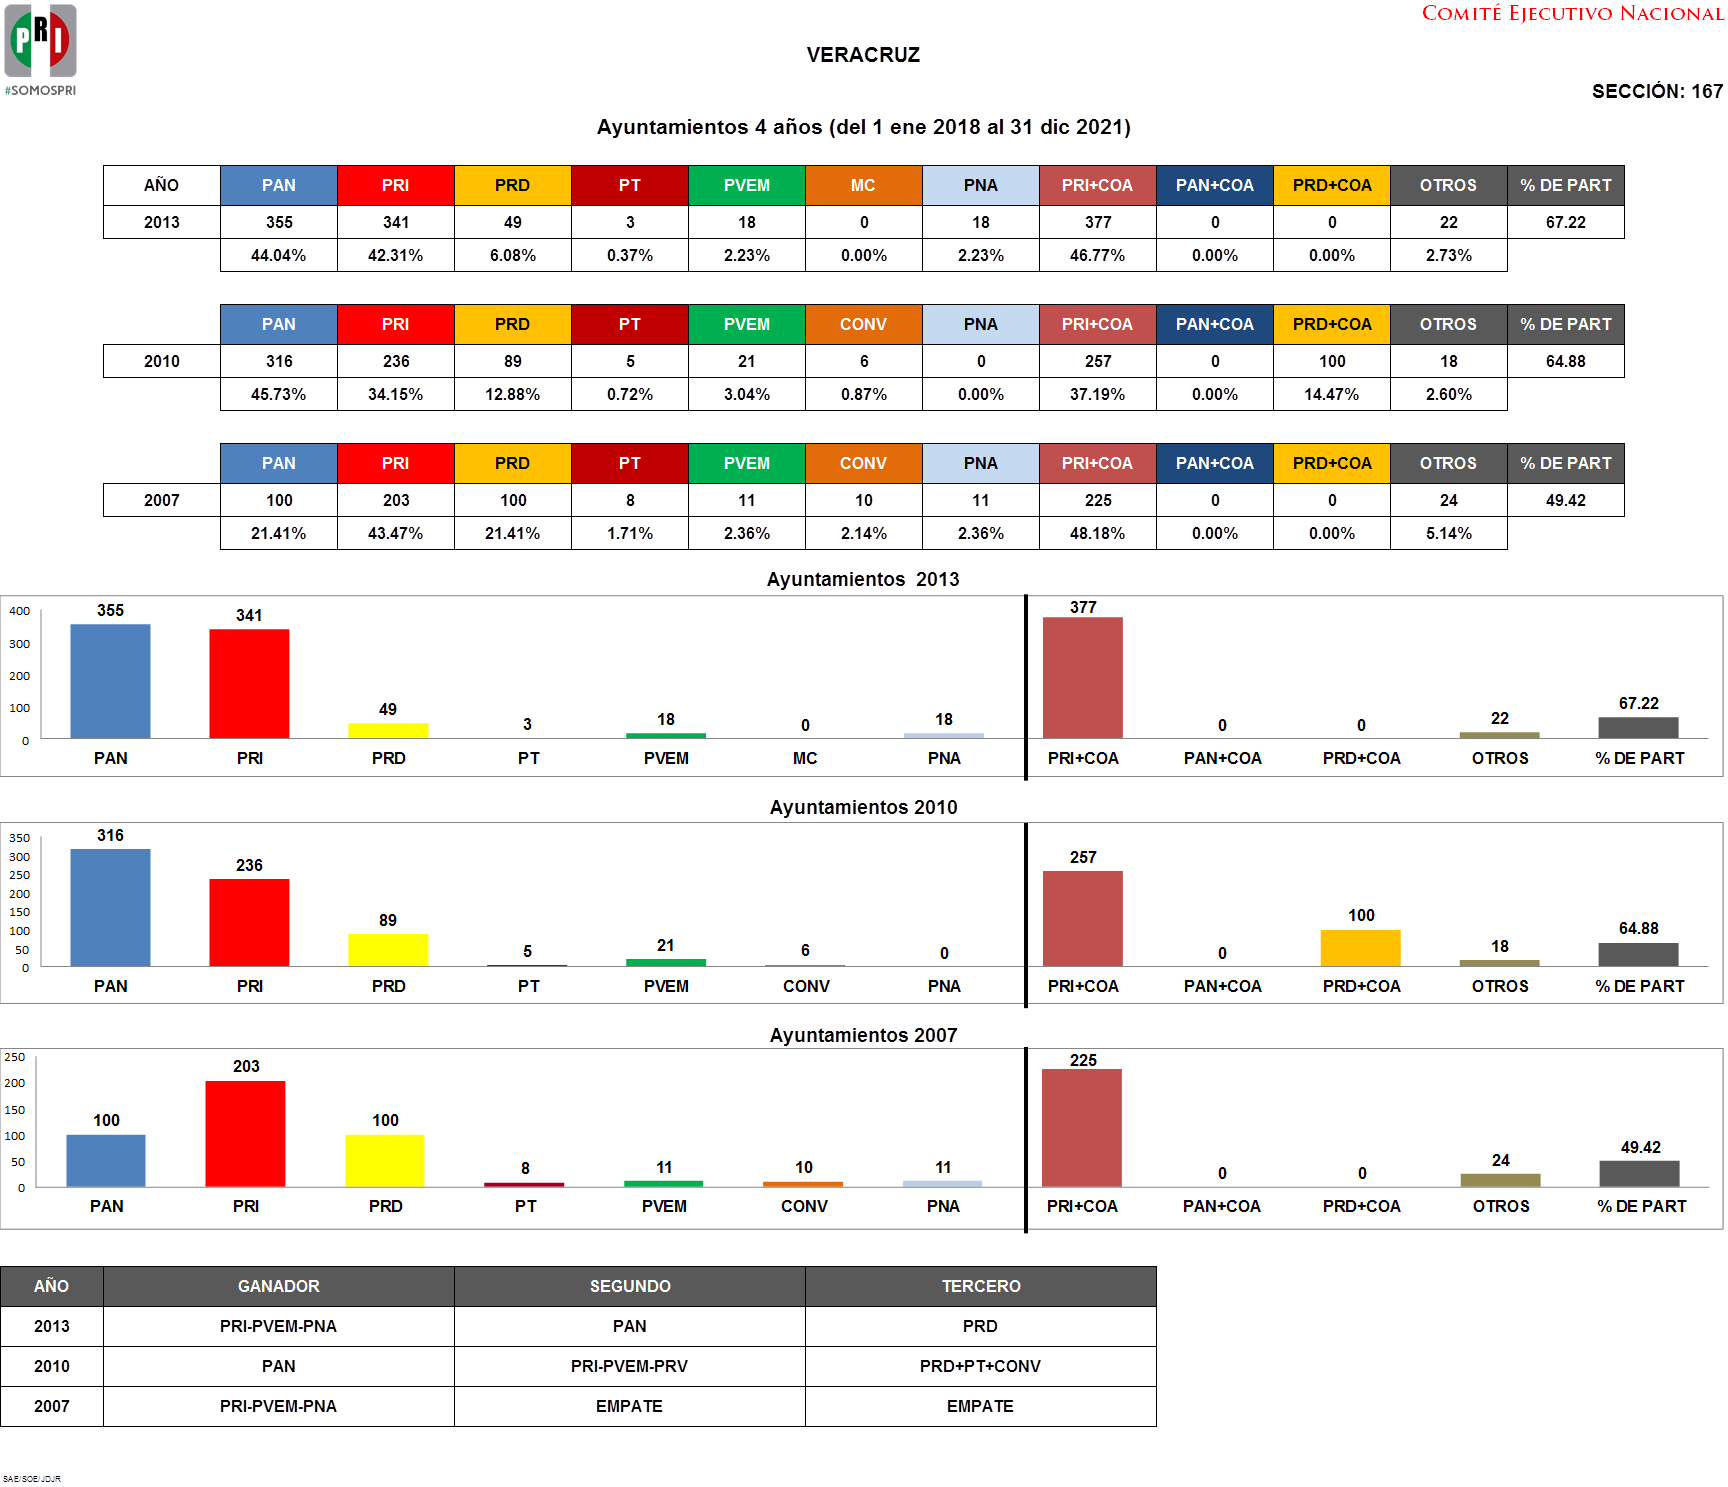 PRI
#SOMOSPRI
COMITÉ EJECUTIVO NACIONAL
VERACRUZ
SECCIÓN: 167
Ayuntamientos 4 años (del 1 ene 2018 al 31 dic 2021)
AÑO PAN PRI PRD PT PVEM MC PNA PRI+COA PAN+COA PRD+COA OTROS % DE PART
2013 355 341 49 3 18 0 18 377 0 0 22 67.22
44.04% 42.31% 6.08% 0.37% 2.23% 0.00% 2.23% 46.77% 0.00% 0.00% 2.73%
PAN PRI PRD PT PVEM CONV PNA PRI+COA PAN+COA PRD+COA OTROS % DE PART
2010 316 236 89 5 21 6 0 257 0 100 18 64.88
45.73% 34.15% 12.88% 0.72% 3.04% 0.87% 0.00% 37.19% 0.00% 14.47% 2.60%
PAN PRI PRD PT PVEM CONV PNA PRI+COA PAN+COA PRD+COA OTROS % DE PART
2007 100 203 100 8 11 10 11 225 0 0 24 49.42
21.41% 43.47% 21.41% 1.71% 2.36% 2.14% 2.36% 48.18% 0.00% 0.00% 5.14%
Ayuntamientos 2013
400
300
200
100
0
355 341 49 3 18 0 18 377 0 0 22 67.22
PAN PRI PRD PT PVEM MC PNA PRI+COA PAN+COA PRD+COA OTROS % DE PART
Ayuntamientos 2010
350
300
250
200
150
100
50
0
316 236 89 5 21 6 0 257 0 100 18 64.88
PAN PRI PRD PT PVEM CONV PNA PRI+COA PAN+COA PRD+COA OTROS % DE PART
Ayuntamientos 2007
250
200
150
100
50
0
100 203 100 8 11 10 11 225 0 0 24 49.42
PAN PRI PRD PT PVEM CONV PNA PRI+COA PAN+COA PRD+COA OTROS % DE PART
AÑO GANADOR SEGUNDO TERCERO
2013 PRI-PVEM-PNA PAN PRD
2010 PAN PRI-PVEM-PRV PRD+PT+CONV
2007 PRI-PVEM-PNA EMPATE EMPATE
SAE/SOE/JDJR